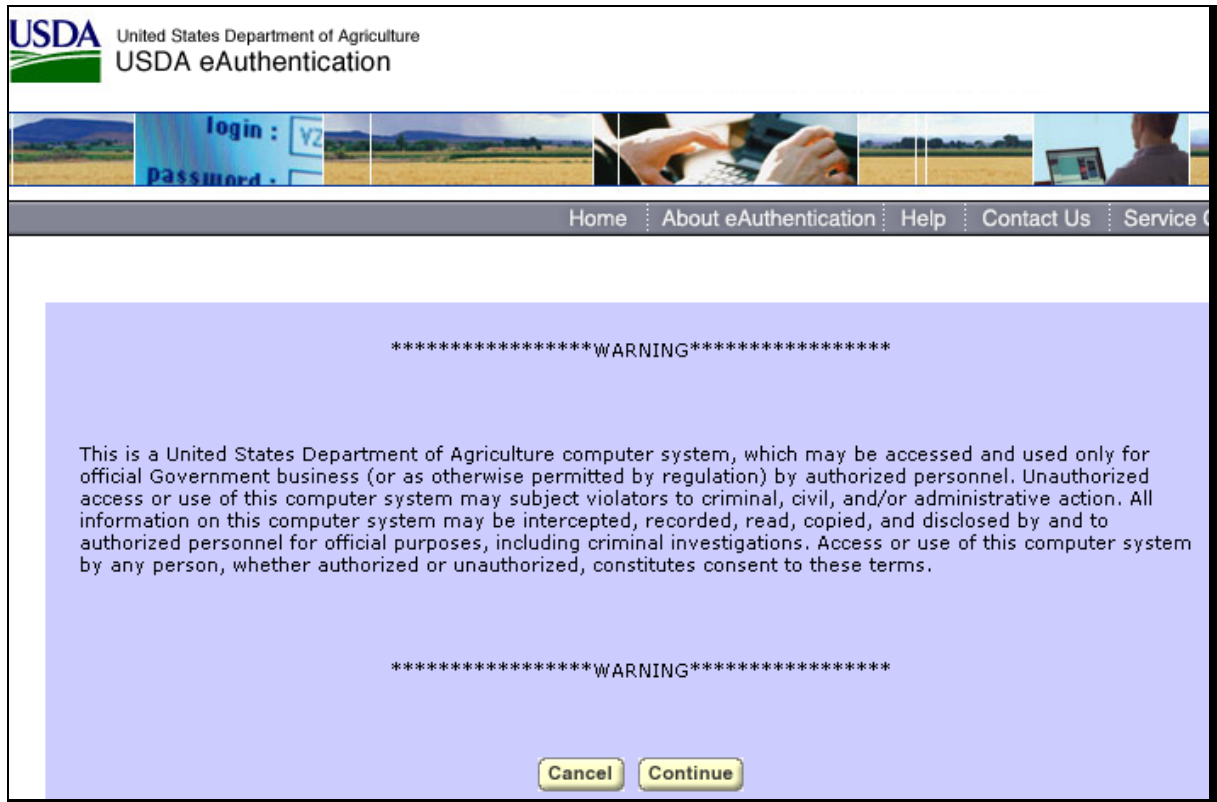 USDA
United States Department of Agriculture
USDA eAuthentication
login :
password :
Home
About eAuthentication
Help
Contact Us
Service
*****************WARNING*****************
This is a United States Department of Agriculture computer system, which may be accessed and used only for
official Government business (or as otherwise permitted by regulation) by authorized personnel. Unauthorized
access or use of this computer system may subject violators to criminal, civil, and/or administrative action. All
information on this computer system may be intercepted, recorded, read, copied, and disclosed by and to
authorized personnel for official purposes, including criminal investigations. Access or use of this computer system
by any person, whether authorized or unauthorized, constitutes consent to these terms.
*****************WARNING*****************
Cancel
Continue